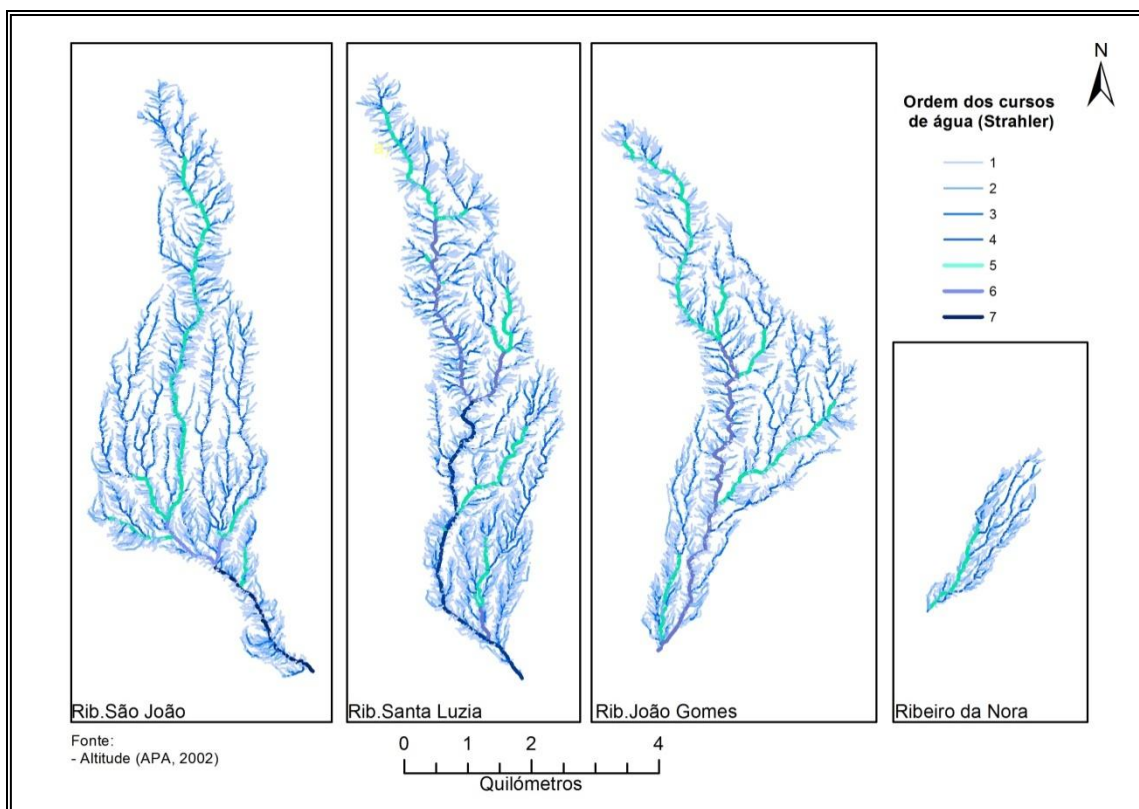 N
Ordem dos cursos
de água (Strahler)
1
2
3
4
5
6
7
Rib.São João
Rib.Santa Luzia
Rib.João Gomes
Ribeiro da Nora
Fonte:
- Altitude (APA, 2002)
0 1 2 4
Quilómetros